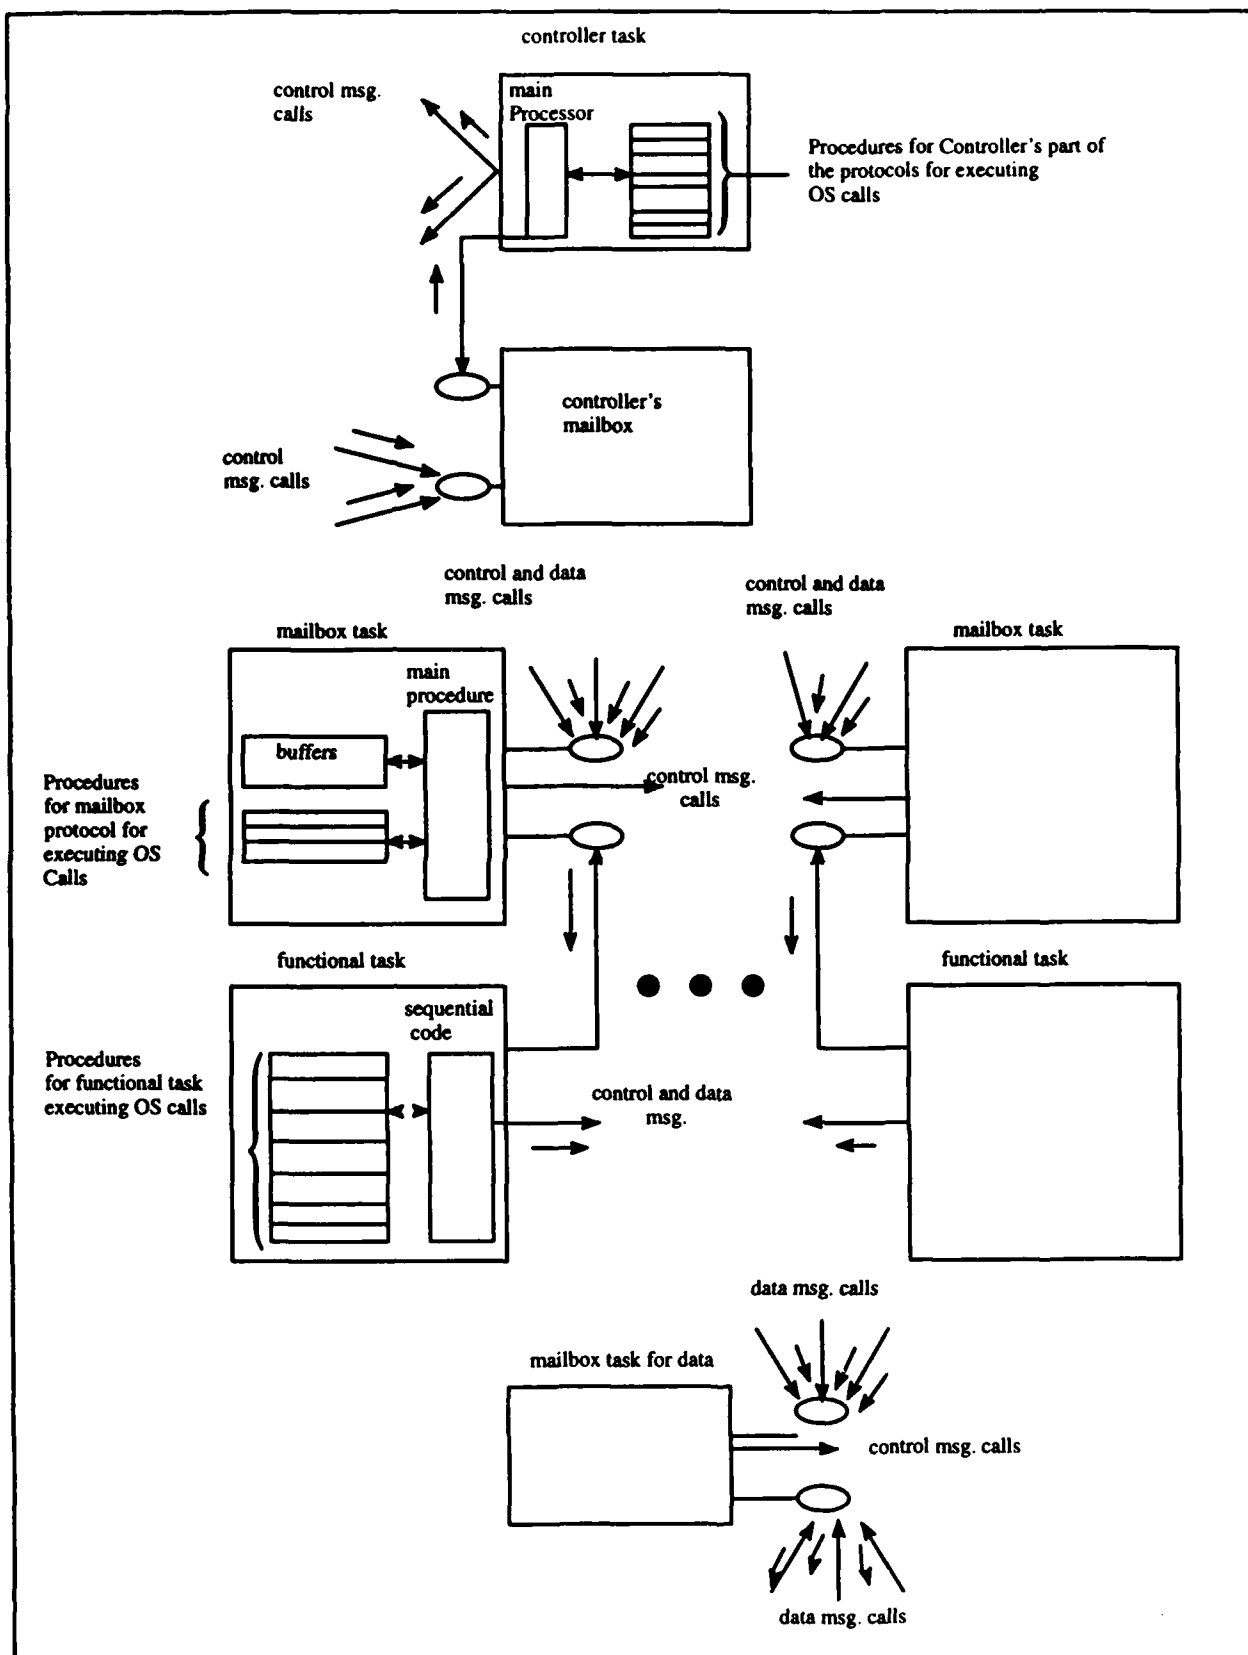 controller task
control msg.
calls
main
Processor
Procedures for Controller's part of
the protocols for executing
OS calls
controller's
mailbox
control
msg. calls
control and data
msg. calls
control and data
msg. calls
mailbox task
mailbox task
main
procedure
buffers
control msg.
calls
Procedures
for mailbox
protocol for
executing OS
Calls
functional task
functional task
sequential
code
Procedures
for functional task
executing OS calls
control and data
msg.
data msg. calls
mailbox task for data
control msg. calls
data msg. calls